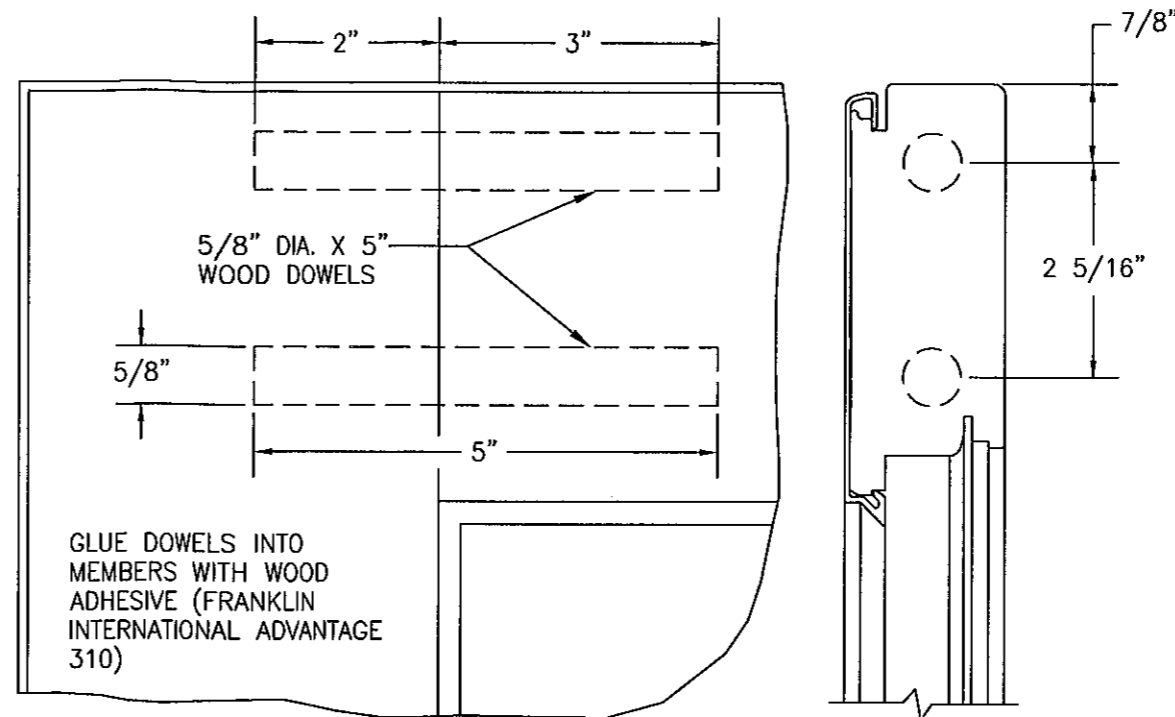 2"
3"
7/8"
5/8" DIA. X 5"
WOOD DOWELS
2 5/16"
5/8"
5"
GLUE DOWELS INTO
MEMBERS WITH WOOD
ADHESIVE (FRANKLIN
INTERNATIONAL ADVANTAGE
310)